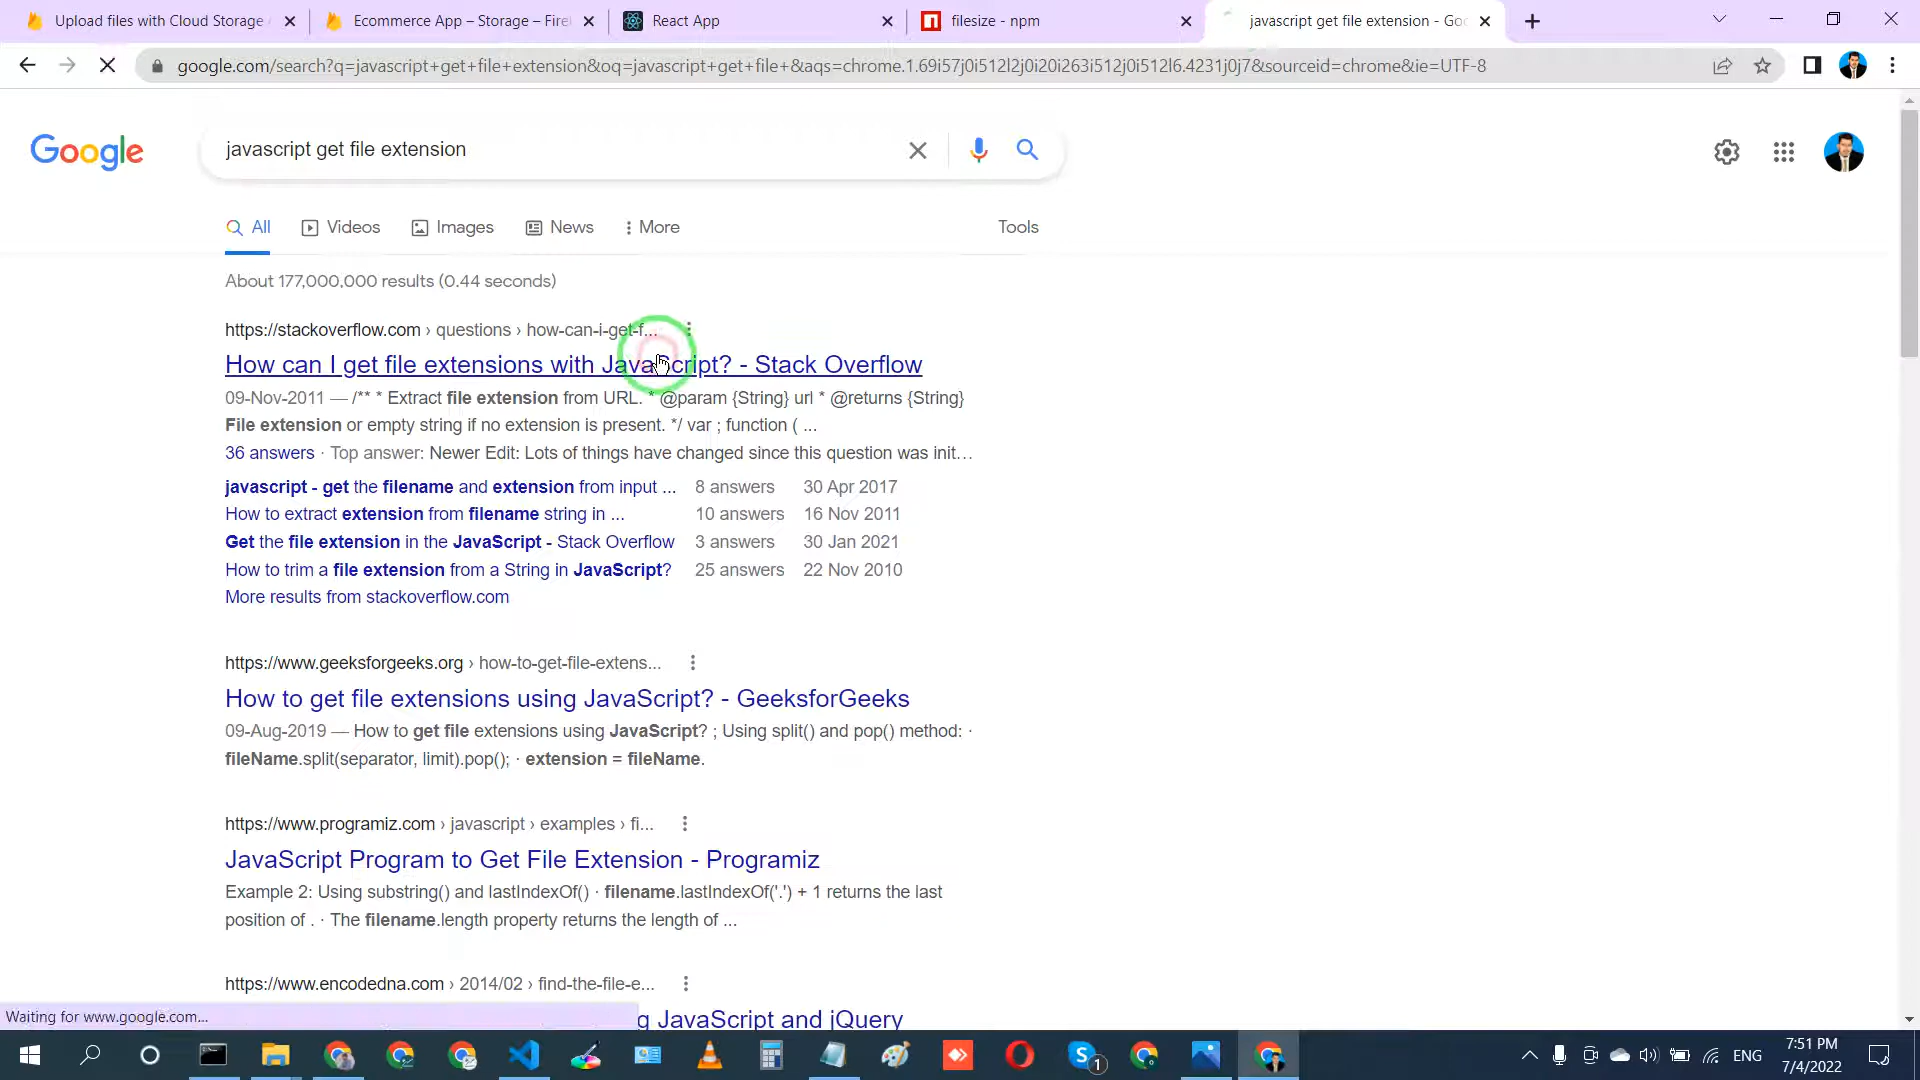 Upload files with Cloud Storage
Ecommerce App – Storage – Fire
React App
filesize - npm
javascript get file extension - Goo
google.com/search?q=javascript+get+file+extension&oq=javascript+get+file+&aqs=chrome.1.69i57j0i512l2j0i20i263i512j0i512l6.4231j0j7&sourceid=chrome&ie=UTF-8
Google
javascript get file extension
All
Videos
Images
News
More
Tools
About 177,000,000 results (0.44 seconds)
https://stackoverflow.com › questions › how-can-i-get-f...
How can I get file extensions with JavaScript? - Stack Overflow
09-Nov-2011 — /** * Extract file extension from URL. * @param {String} url * @returns {String}
File extension or empty string if no extension is present. */ var ; function ( ...
36 answers · Top answer: Newer Edit: Lots of things have changed since this question was init...
javascript - get the filename and extension from input ... 8 answers 30 Apr 2017
How to extract extension from filename string in ... 10 answers 16 Nov 2011
Get the file extension in the JavaScript - Stack Overflow 3 answers 30 Jan 2021
How to trim a file extension from a String in JavaScript? 25 answers 22 Nov 2010
More results from stackoverflow.com
https://www.geeksforgeeks.org › how-to-get-file-extens...
How to get file extensions using JavaScript? - GeeksforGeeks
09-Aug-2019 — How to get file extensions using JavaScript? ; Using split() and pop() method: ·
fileName.split(separator, limit).pop(); · extension = fileName.
https://www.programiz.com › javascript › examples › fi...
JavaScript Program to Get File Extension - Programiz
Example 2: Using substring() and lastIndexOf() · filename.lastIndexOf('.') + 1 returns the last
position of . · The filename.length property returns the length of ...
https://www.encodedna.com › 2014/02 › find-the-file-e...
g JavaScript and jQuery
Waiting for www.google.com...
1
ENG
7:51 PM
7/4/2022